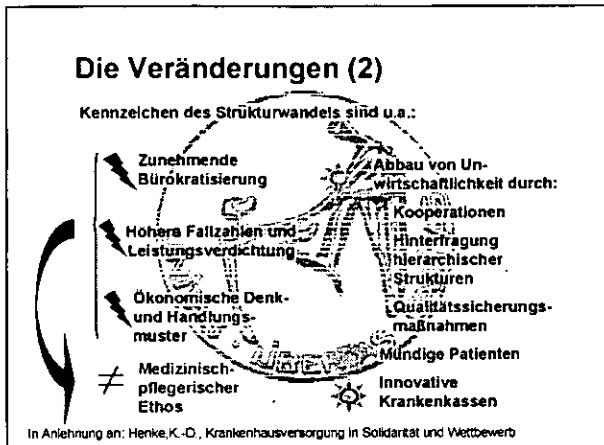 Die Veränderungen (2)
Kennzeichen des Strukturwandels sind u.a.:
Zunehmende
Bürokratisierung
Höhere Fallzahlen und
Leistungsverdichtung
Ökonomische Denk-
und Handlungs-
muster
≠ Medizinisch-
pflegerischer
Ethos
Abbau von Un-
wirtschaftlichkeit durch:
Kooperationen
Hinterfragung
hierarchischer
Strukturen
Qualitätssicherungs-
maßnahmen
Mündige Patienten
Innovative
Krankenkassen
In Anlehnung an: Henke,K.-D., Krankenhausversorgung in Solidarität und Wettbewerb